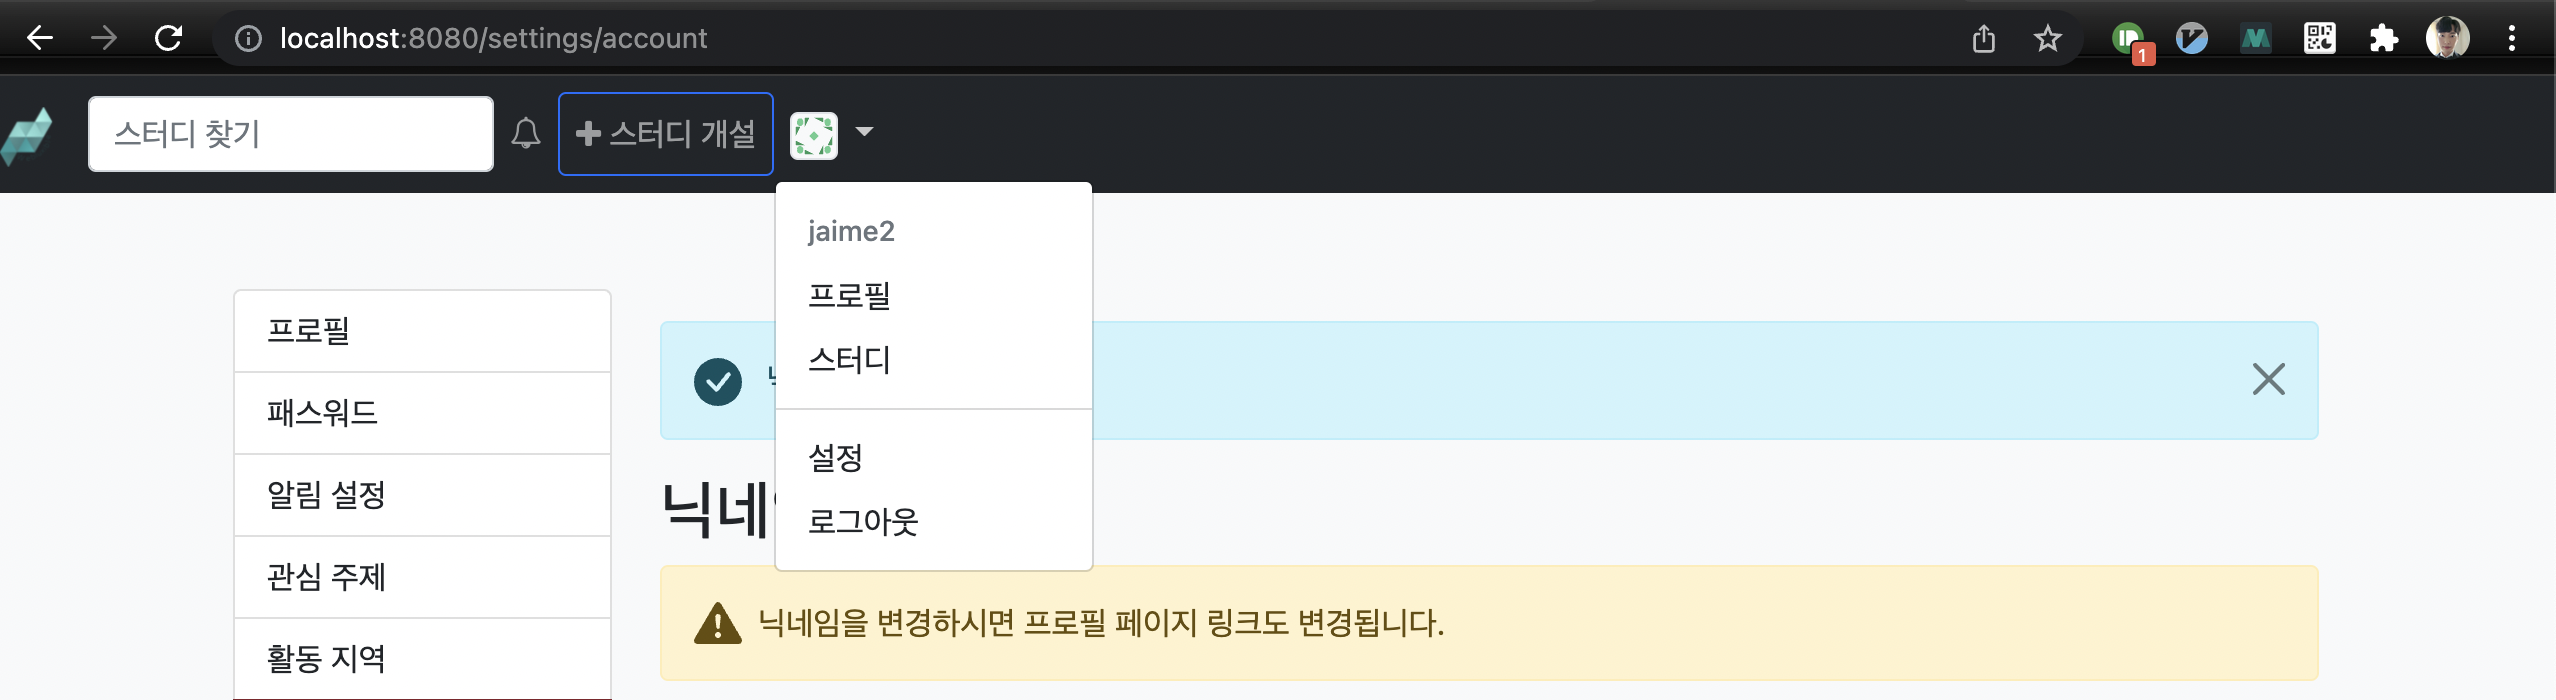 localhost:8080/settings/account
1
스터디 찾기
스터디 개설
jaime2
프로필
스터디
설정
로그아웃
프로필
패스워드
알림 설정
관심 주제
활동 지역
닉네
닉네임을 변경하시면 프로필 페이지 링크도 변경됩니다.